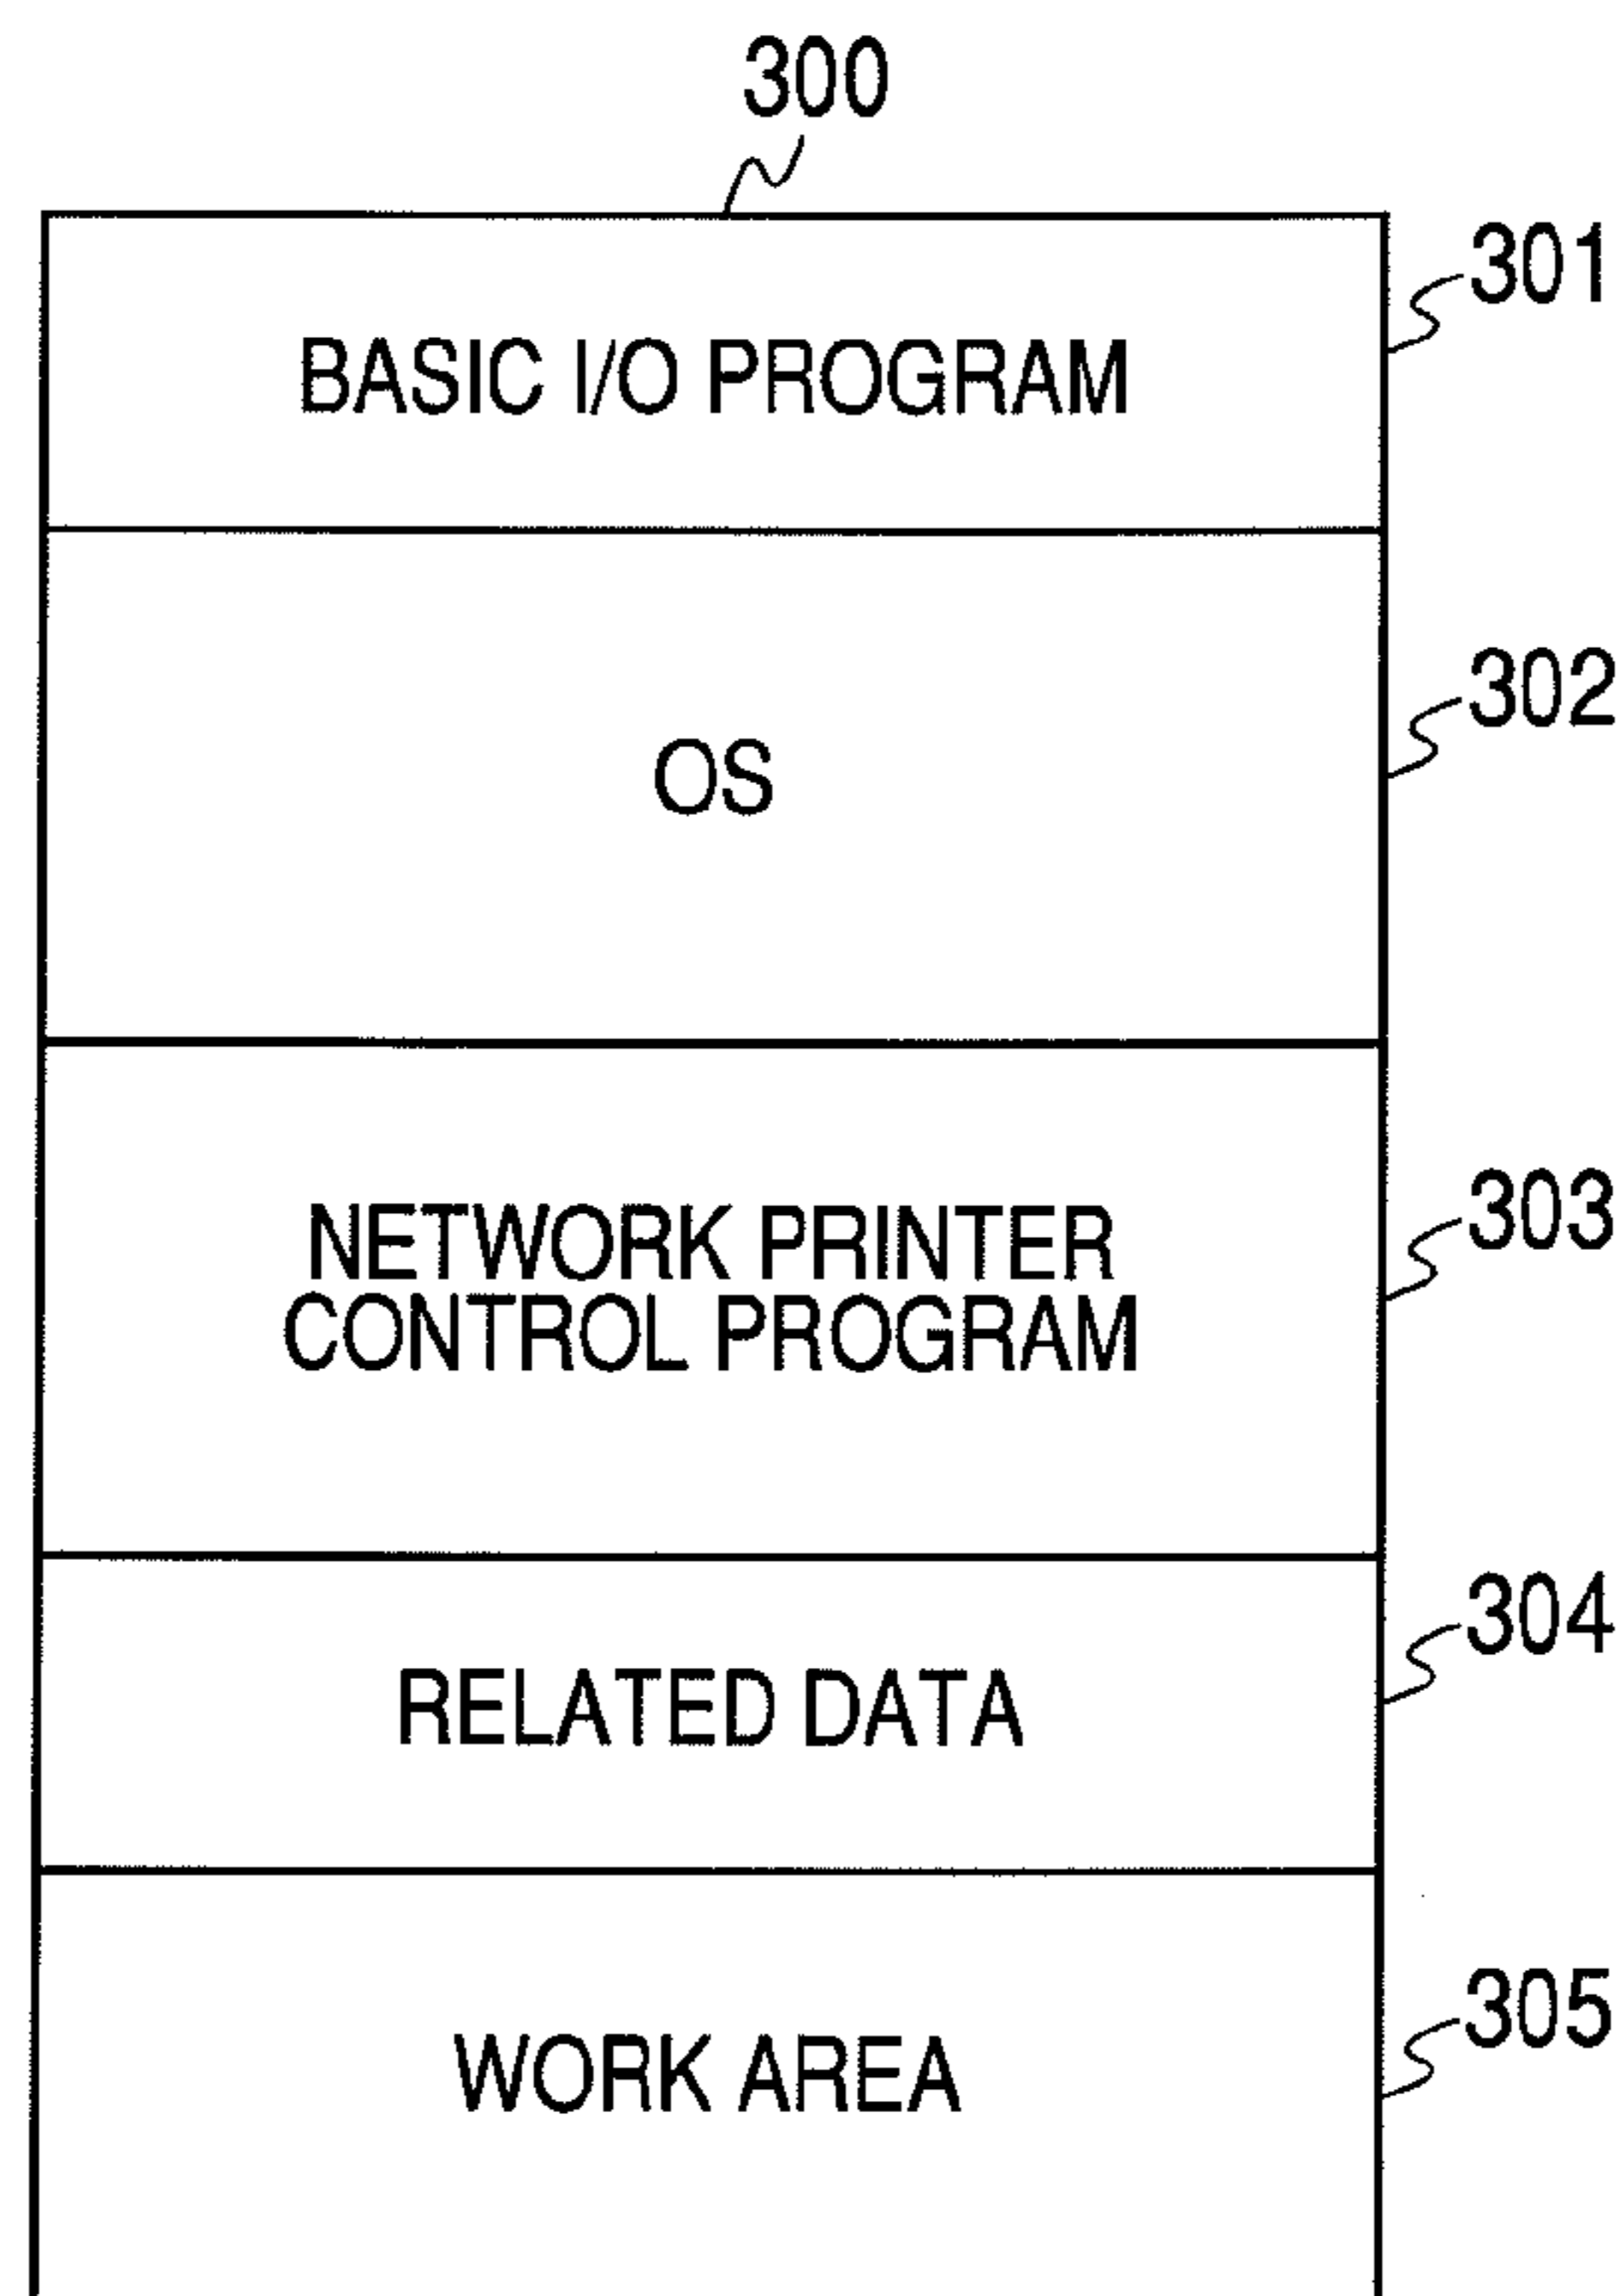 300
301
BASIC I/O PROGRAM
302
OS
303
NETWORK PRINTER
CONTROL PROGRAM
304
RELATED DATA
305
WORK AREA